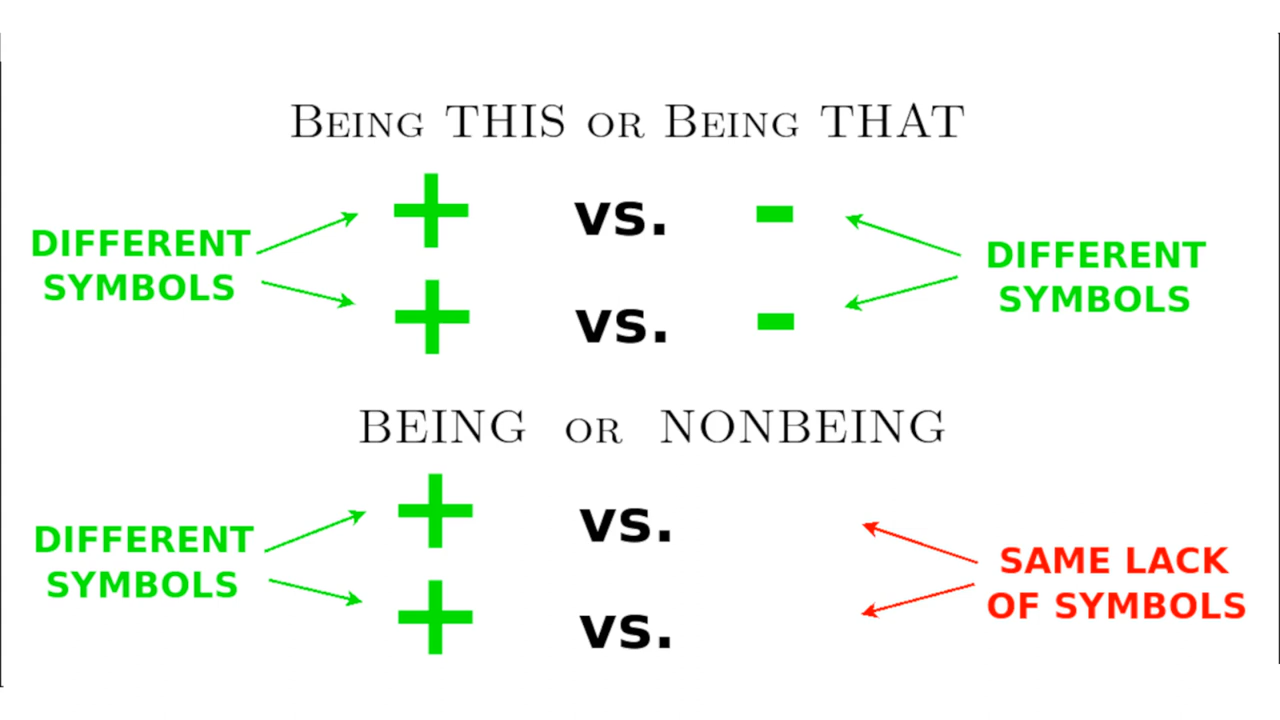 Being THIS or Being THAT
+ vs. -
DIFFERENT
SYMBOLS
DIFFERENT
SYMBOLS
+ vs. -
BEING or NONBEING
+ vs.
DIFFERENT
SYMBOLS
SAME LACK
OF SYMBOLS
+ vs.